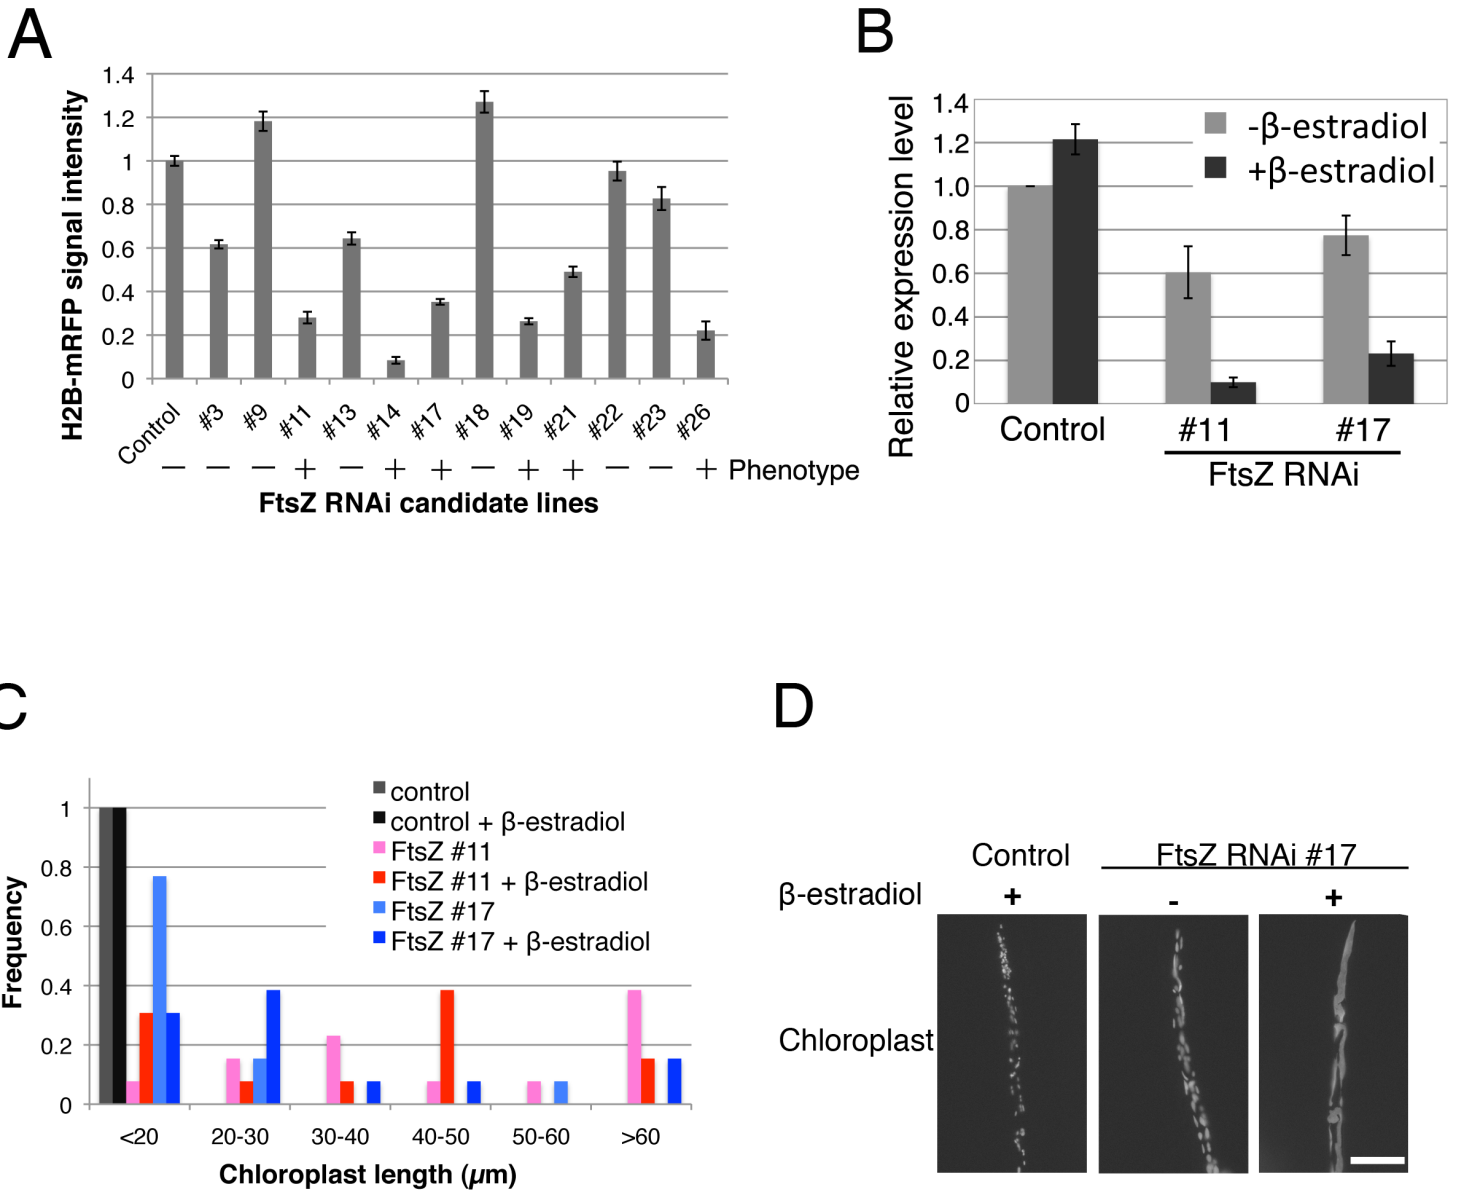 A
H2B-mRFP signal intensity
1.4
1.2
1
0.8
0.6
0.4
0.2
0
Control #3 #9 #11 #13 #14 #17 #18 #19 #21 #22 #23 #26
− − − + − + + − + + − − + Phenotype
FtsZ RNAi candidate lines
B
Relative expression level
1.4
1.2
1.0
0.8
0.6
0.4
0.2
0
-β-estradiol
+β-estradiol
Control #11 #17
FtsZ RNAi
C
Frequency
1
0.8
0.6
0.4
0.2
0
control
control + β-estradiol
FtsZ #11
FtsZ #11 + β-estradiol
FtsZ #17
FtsZ #17 + β-estradiol
<20 20-30 30-40 40-50 50-60 >60
Chloroplast length (μm)
D
Control FtsZ RNAi #17
β-estradiol + - +
Chloroplast